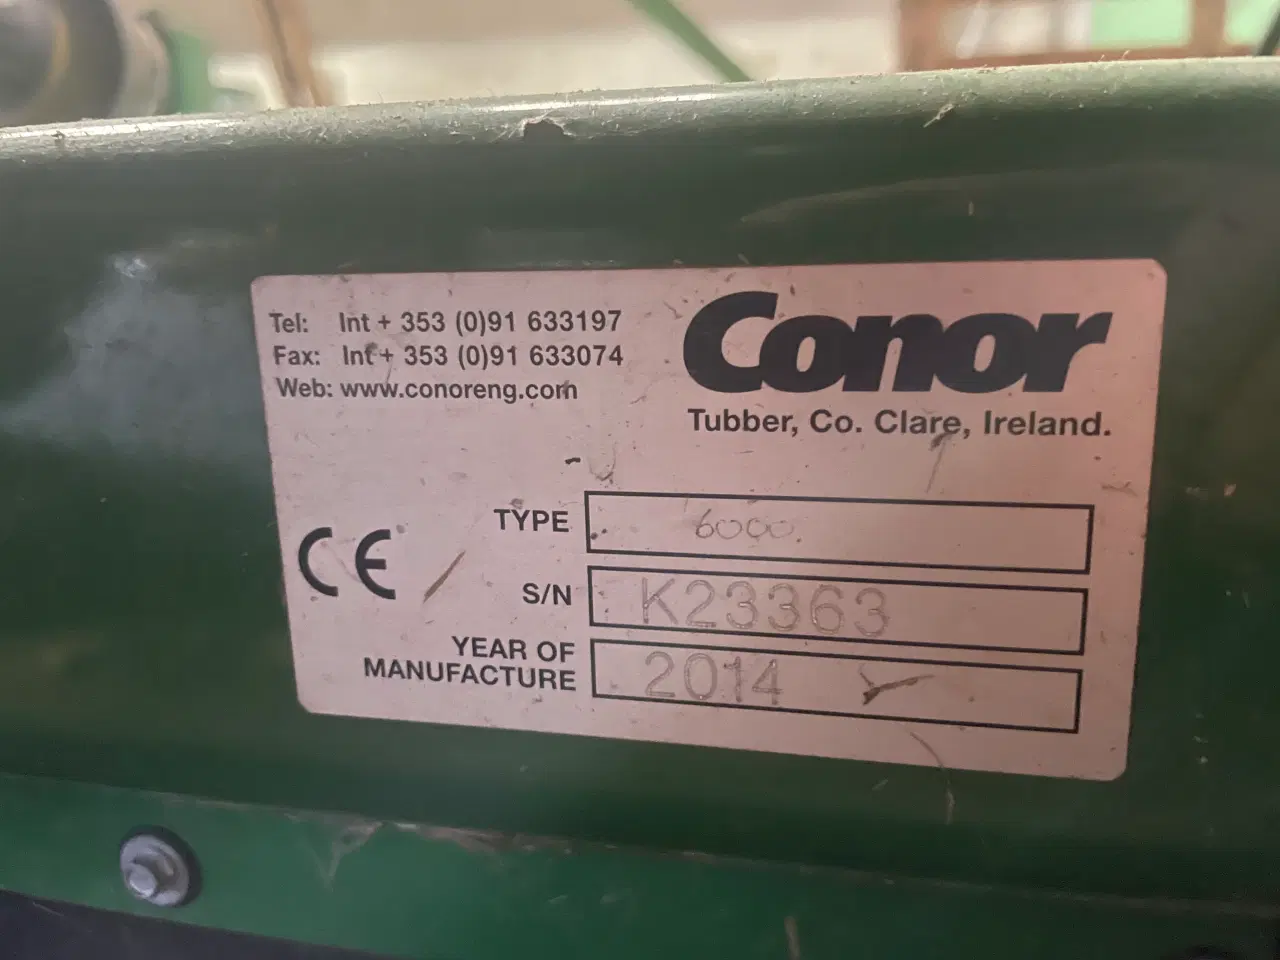 Tel: Int + 353 (0)91 633197
Fax: Int + 353 (0)91 633074
Web: www.conoreng.com
Conor
Tubber, Co. Clare, Ireland.
CE
TYPE 6000.
S/N K23363
YEAR OF
MANUFACTURE 2014